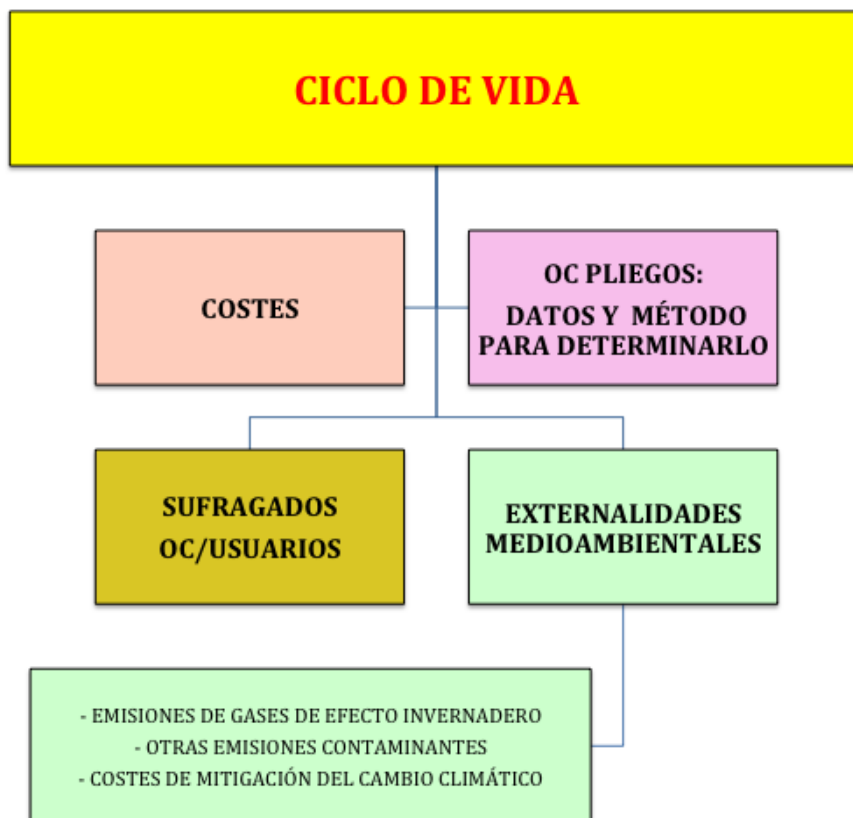 CICLO DE VIDA
COSTES
OC PLIEGOS:
DATOS Y MÉTODO
PARA DETERMINARLO
SUFRAGADOS
OC/USUARIOS
EXTERNALIDADES
MEDIOAMBIENTALES
- EMISIONES DE GASES DE EFECTO INVERNADERO
- OTRAS EMISIONES CONTAMINANTES
- COSTES DE MITIGACIÓN DEL CAMBIO CLIMÁTICO